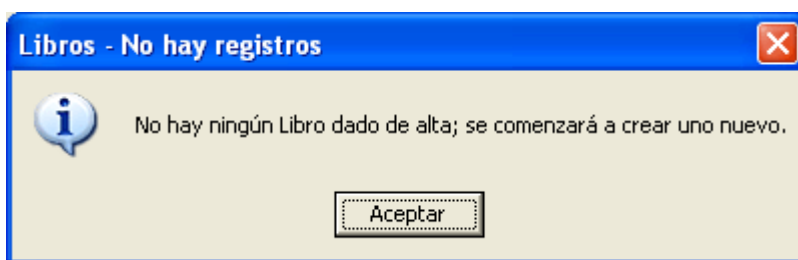 Libros - No hay registros
No hay ningún Libro dado de alta; se comenzará a crear uno nuevo.
Aceptar